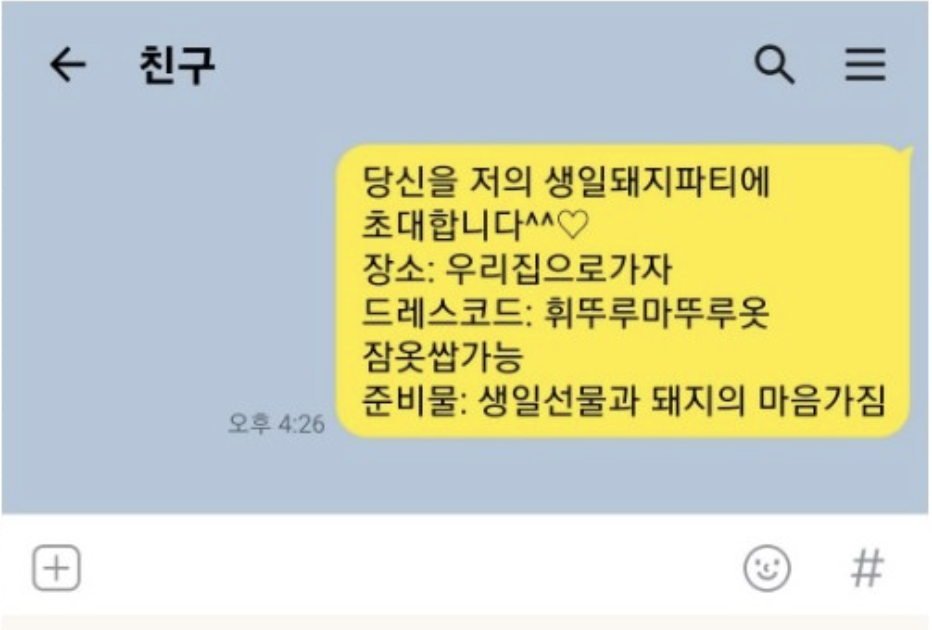 친구
당신을 저의 생일돼지파티에
초대합니다^^♡
장소: 우리집으로가자
드레스코드: 휘뚜루마뚜루옷
잠옷쌉가능
준비물: 생일선물과 돼지의 마음가짐
오후 4:26
#